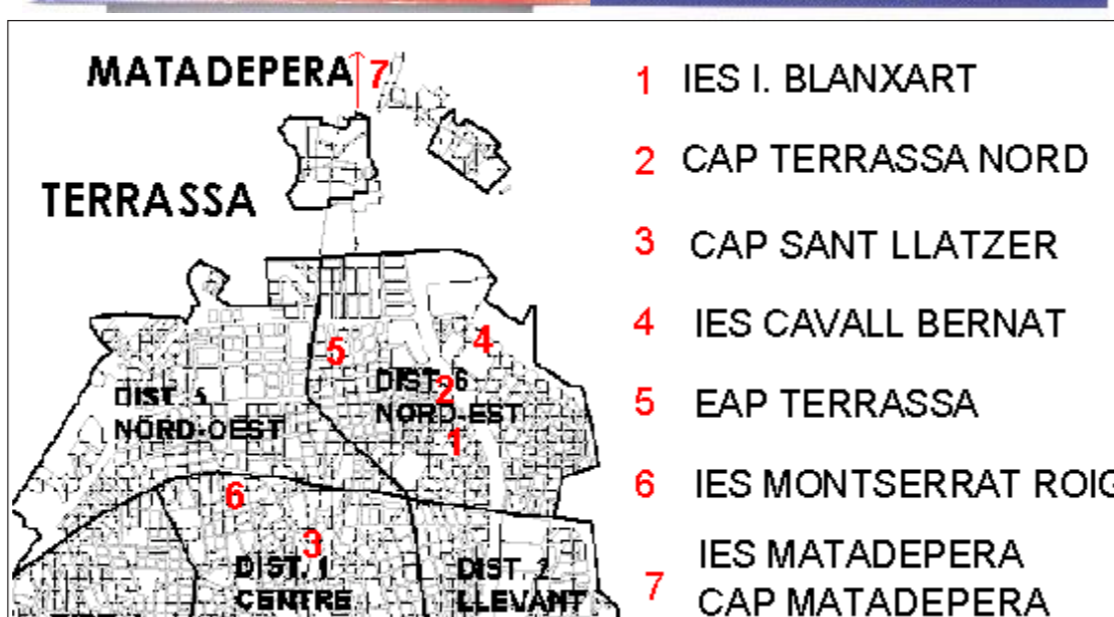 MATADEPERA 7
TERRASSA
5
4
DIST. 5
NORD-OEST
DIST. 6
2
NORD-EST
1
6
3
DIST. 1
CENTRE
DIST. 2
LLEVANT
1 IES I. BLANXART
2 CAP TERRASSA NORD
3 CAP SANT LLATZER
4 IES CAVALL BERNAT
5 EAP TERRASSA
6 IES MONTSERRAT ROIG
7 IES MATADEPERA
CAP MATADEPERA